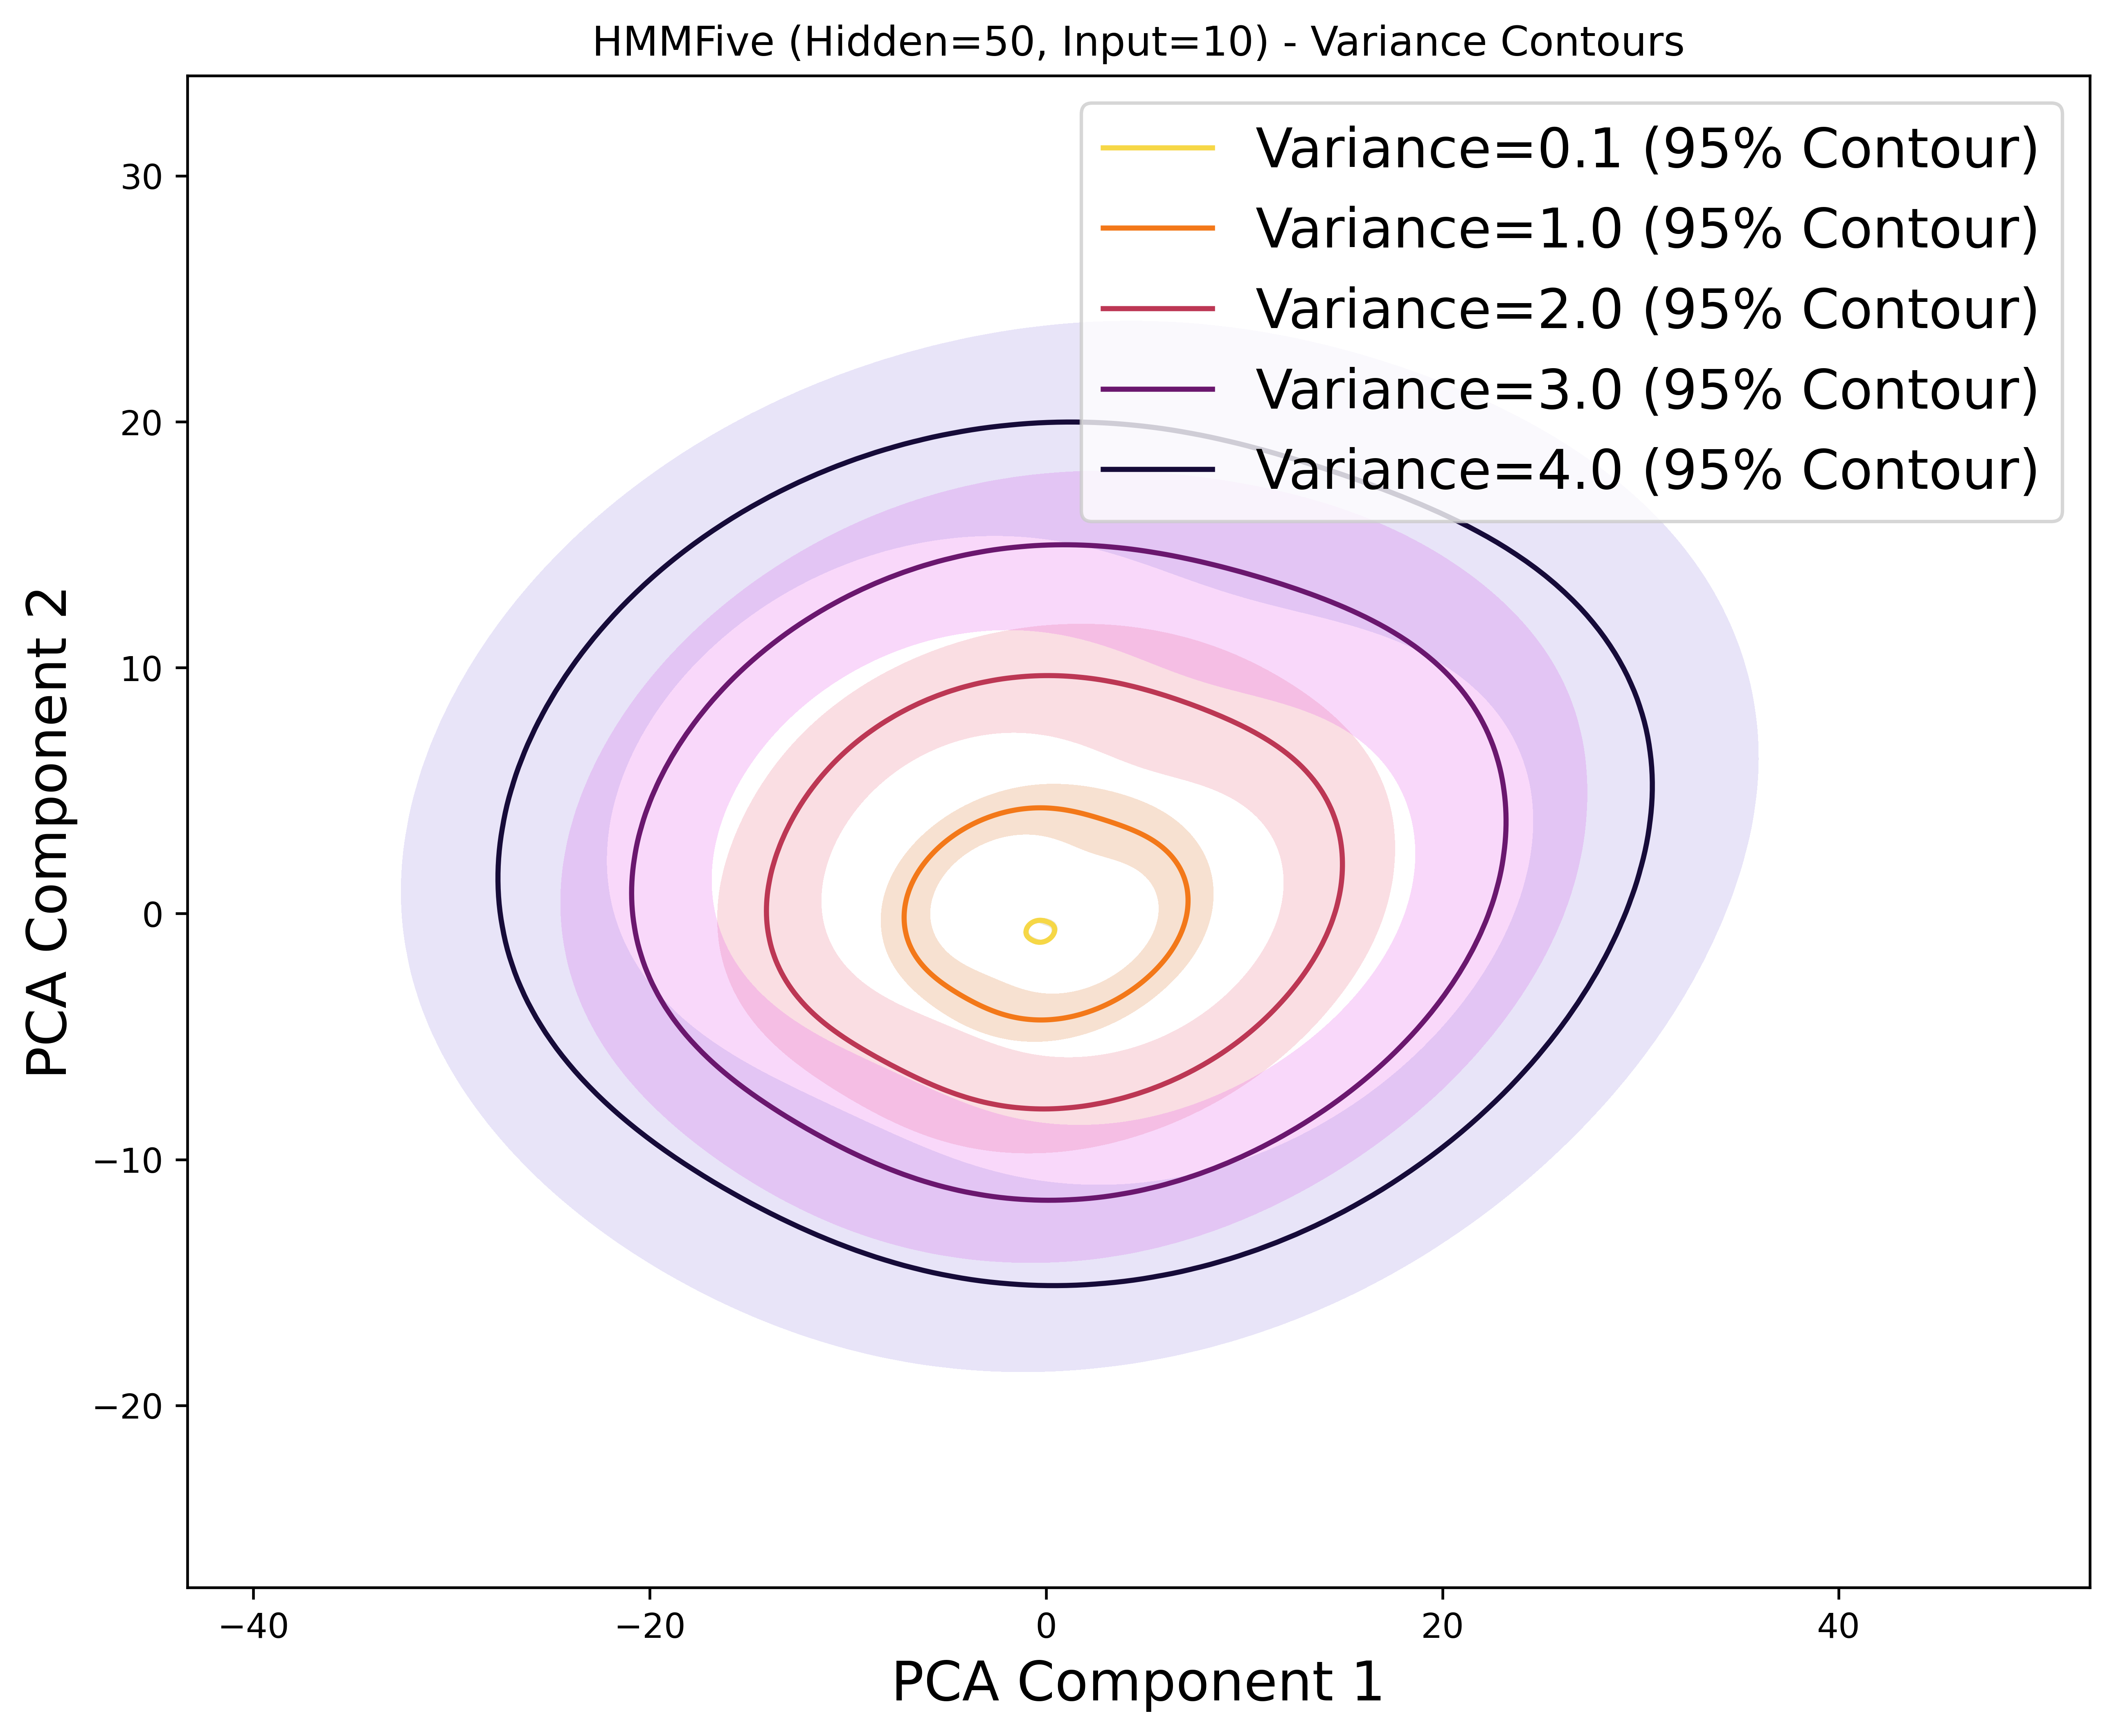 HMMFive (Hidden=50, Input=10) - Variance Contours
Variance=0.1 (95% Contour)
Variance=1.0 (95% Contour)
Variance=2.0 (95% Contour)
Variance=3.0 (95% Contour)
Variance=4.0 (95% Contour)
PCA Component 2
30
20
10
0
−10
−20
−40
−20
0
20
40
PCA Component 1